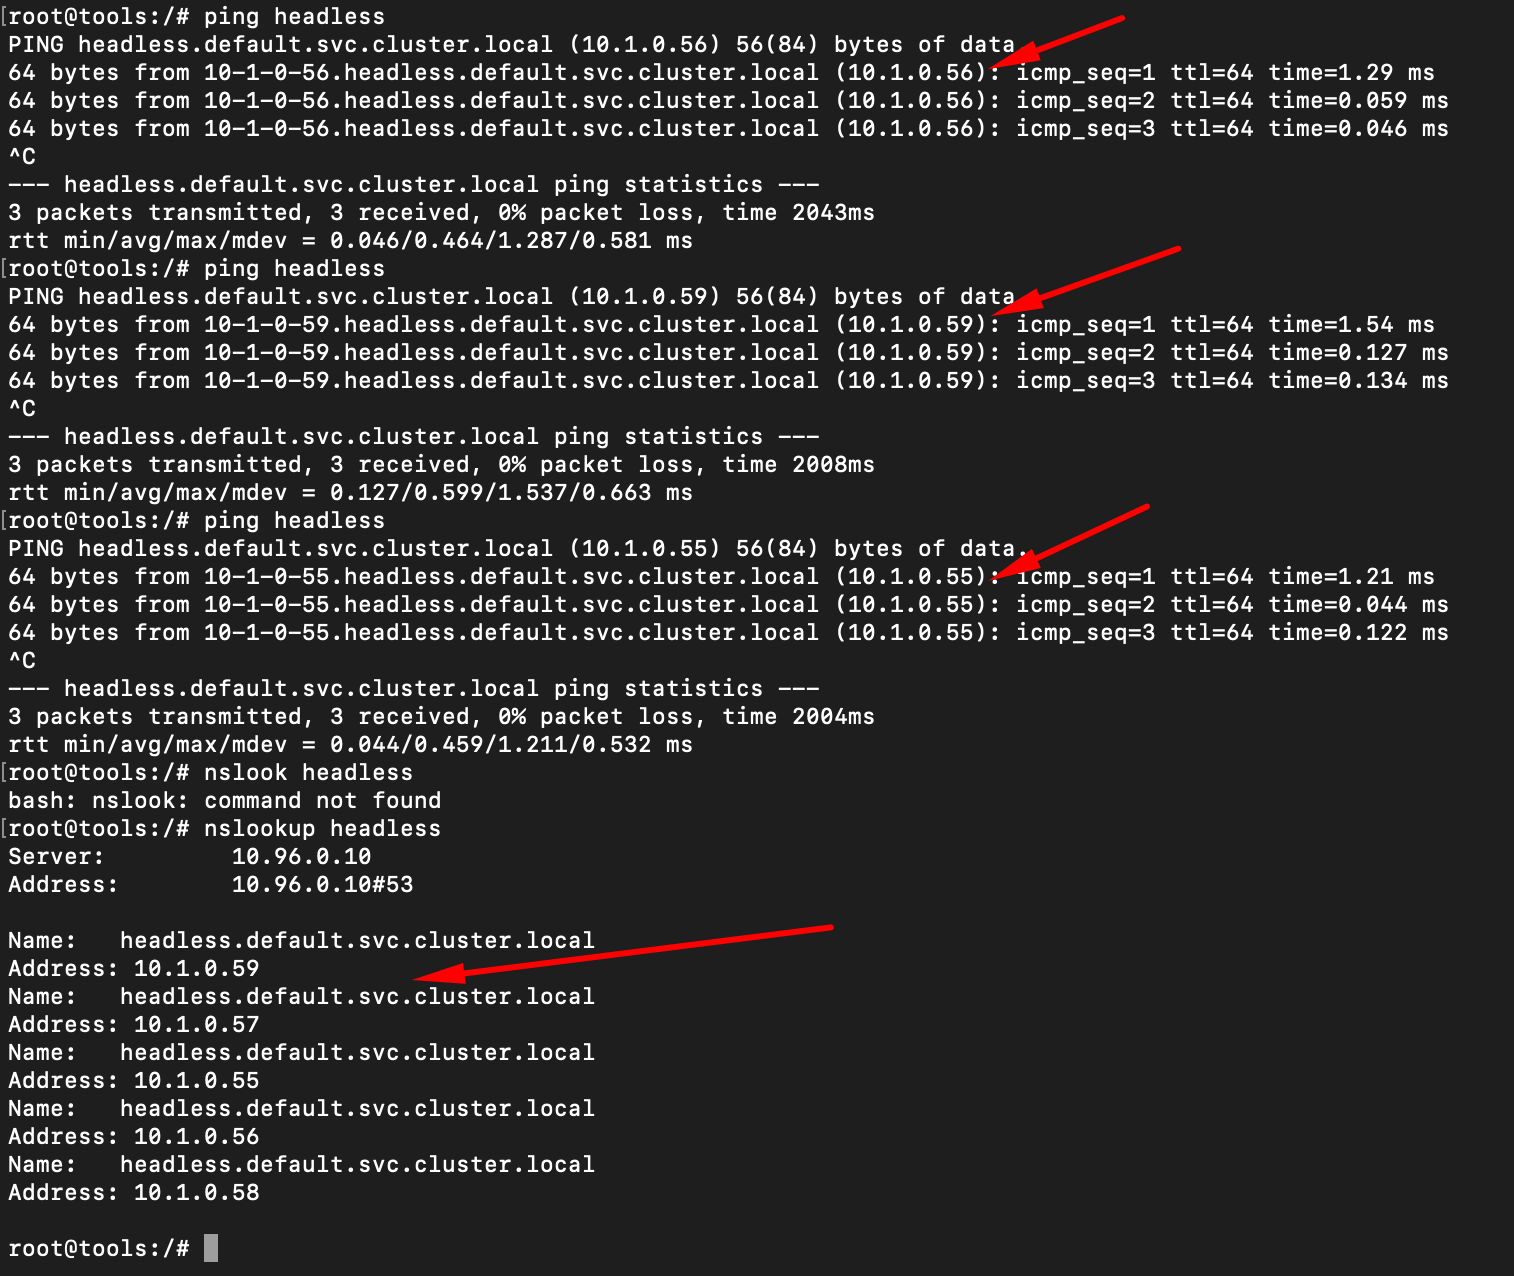 [root@tools:/# ping headless
PING headless.default.svc.cluster.local (10.1.0.56) 56(84) bytes of data
64 bytes from 10-1-0-56.headless.default.svc.cluster.local (10.1.0.56): icmp_seq=1 ttl=64 time=1.29 ms
64 bytes from 10-1-0-56.headless.default.svc.cluster.local (10.1.0.56): icmp_seq=2 ttl=64 time=0.059 ms
64 bytes from 10-1-0-56.headless.default.svc.cluster.local (10.1.0.56): icmp_seq=3 ttl=64 time=0.046 ms
^C
--- headless.default.svc.cluster.local ping statistics ---
3 packets transmitted, 3 received, 0% packet loss, time 2043ms
rtt min/avg/max/mdev = 0.046/0.464/1.287/0.581 ms
[root@tools:/# ping headless
PING headless.default.svc.cluster.local (10.1.0.59) 56(84) bytes of data
64 bytes from 10-1-0-59.headless.default.svc.cluster.local (10.1.0.59): icmp_seq=1 ttl=64 time=1.54 ms
64 bytes from 10-1-0-59.headless.default.svc.cluster.local (10.1.0.59): icmp_seq=2 ttl=64 time=0.127 ms
64 bytes from 10-1-0-59.headless.default.svc.cluster.local (10.1.0.59): icmp_seq=3 ttl=64 time=0.134 ms
^C
--- headless.default.svc.cluster.local ping statistics ---
3 packets transmitted, 3 received, 0% packet loss, time 2008ms
rtt min/avg/max/mdev = 0.127/0.599/1.537/0.663 ms
[root@tools:/# ping headless
PING headless.default.svc.cluster.local (10.1.0.55) 56(84) bytes of data.
64 bytes from 10-1-0-55.headless.default.svc.cluster.local (10.1.0.55): icmp_seq=1 ttl=64 time=1.21 ms
64 bytes from 10-1-0-55.headless.default.svc.cluster.local (10.1.0.55): icmp_seq=2 ttl=64 time=0.044 ms
64 bytes from 10-1-0-55.headless.default.svc.cluster.local (10.1.0.55): icmp_seq=3 ttl=64 time=0.122 ms
^C
--- headless.default.svc.cluster.local ping statistics ---
3 packets transmitted, 3 received, 0% packet loss, time 2004ms
rtt min/avg/max/mdev = 0.044/0.459/1.211/0.532 ms
[root@tools:/# nslook headless
bash: nslook: command not found
[root@tools:/# nslookup headless
Server: 10.96.0.10
Address: 10.96.0.10#53
Name: headless.default.svc.cluster.local
Address: 10.1.0.59
Name: headless.default.svc.cluster.local
Address: 10.1.0.57
Name: headless.default.svc.cluster.local
Address: 10.1.0.55
Name: headless.default.svc.cluster.local
Address: 10.1.0.56
Name: headless.default.svc.cluster.local
Address: 10.1.0.58
root@tools:/#